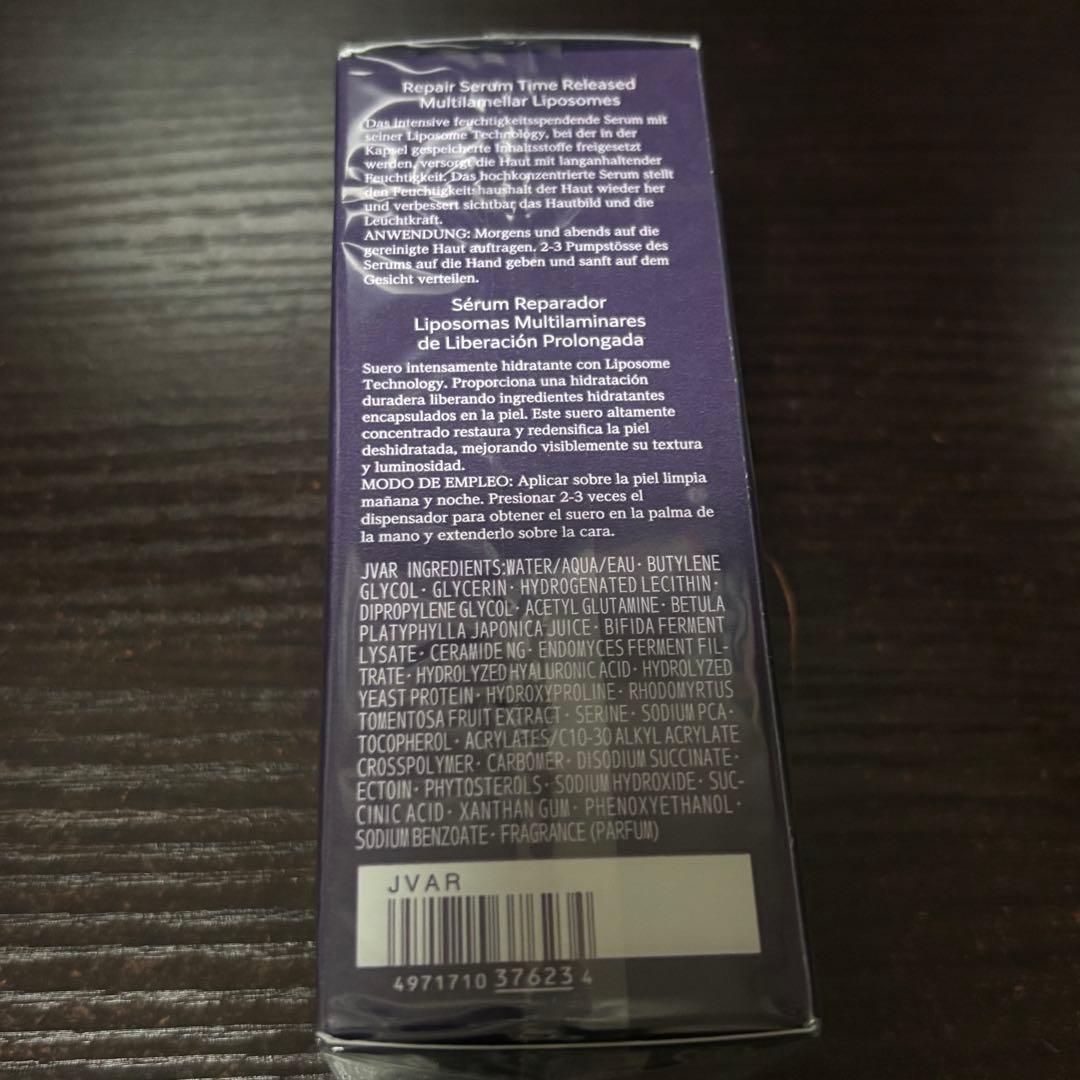 Repair Serum Time Released
Multilamellar Liposomes
Das intensive feuchtigkeitsspendende Serum mit
seiner Liposome Technology, bei der in der
Kapsel gespeicherte Inhaltsstoffe freigesetzt
werden, versorgt die Haut mit langanhaltender
Feuchtigkeit. Das hochkonzentrierte Serum stellt
den Feuchtigkeitshaushalt der Haut wieder her
und verbessert sichtbar das Hautbild und die
Leuchtkraft.
ANWENDUNG: Morgens und abends auf die
gereinigte Haut auftragen. 2-3 Pumpstösse des
Serums auf die Hand geben und sanft auf dem
Gesicht verteilen.
Sérum Reparador
Liposomas Multilaminares
de Liberación Prolongada
Suero intensamente hidratante con Liposome
Technology. Proporciona una hidratación
duradera liberando ingredientes hidratantes
encapsulados en la piel. Este suero altamente
concentrado restaura y redensifica la piel
deshidratada, mejorando visiblemente su textura
y luminosidad.
MODO DE EMPLEO: Aplicar sobre la piel limpia
mañana y noche. Presionar 2-3 veces el
dispensador para obtener el suero en la palma de
la mano y extenderlo sobre la cara.
JVAR INGREDIENTS:WATER/AQUA/EAU· BUTYLENE
GLYCOL· GLYCERIN· HYDROGENATED LECITHIN·
DIPROPYLENE GLYCOL· ACETYL GLUTAMINE· BETULA
PLATYPHYLLA JAPONICA JUICE· BIFIDA FERMENT
LYSATE· CERAMIDE NG· ENDOMYCES FERMENT FIL-
TRATE· HYDROLYZED HYALURONIC ACID· HYDROLYZED
YEAST PROTEIN· HYDROXYPROLINE· RHODOMYRTUS
TOMENTOSA FRUIT EXTRACT· SERINE· SODIUM PCA·
TOCOPHEROL· ACRYLATES/C10-30 ALKYL ACRYLATE
CROSSPOLYMER· CARBOMER· DISODIUM SUCCINATE·
ECTOIN· PHYTOSTEROLS· SODIUM HYDROXIDE· SUC-
CINIC ACID· XANTHAN GUM· PHENOXYETHANOL·
SODIUM BENZOATE· FRAGRANCE (PARFUM)
JVAR
4971710 37623 4